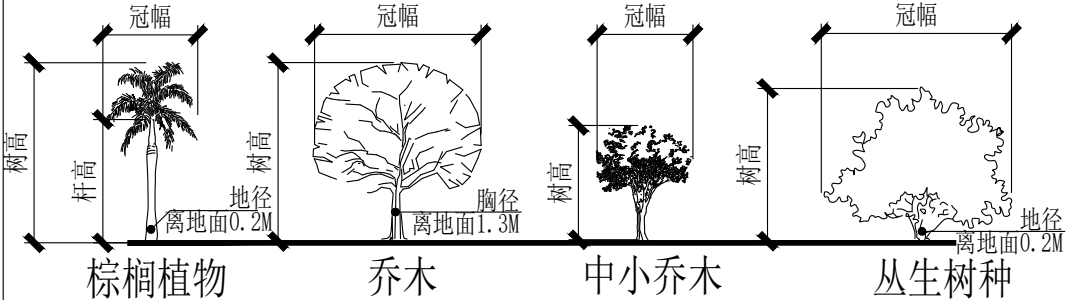 冠幅
冠幅
冠幅
冠幅
树高
杆高
地径
离地面0.2M
树高
胸径
离地面1.3M
树高
树高
地径
离地面0.2M
棕榈植物
乔木
中小乔木
丛生树种